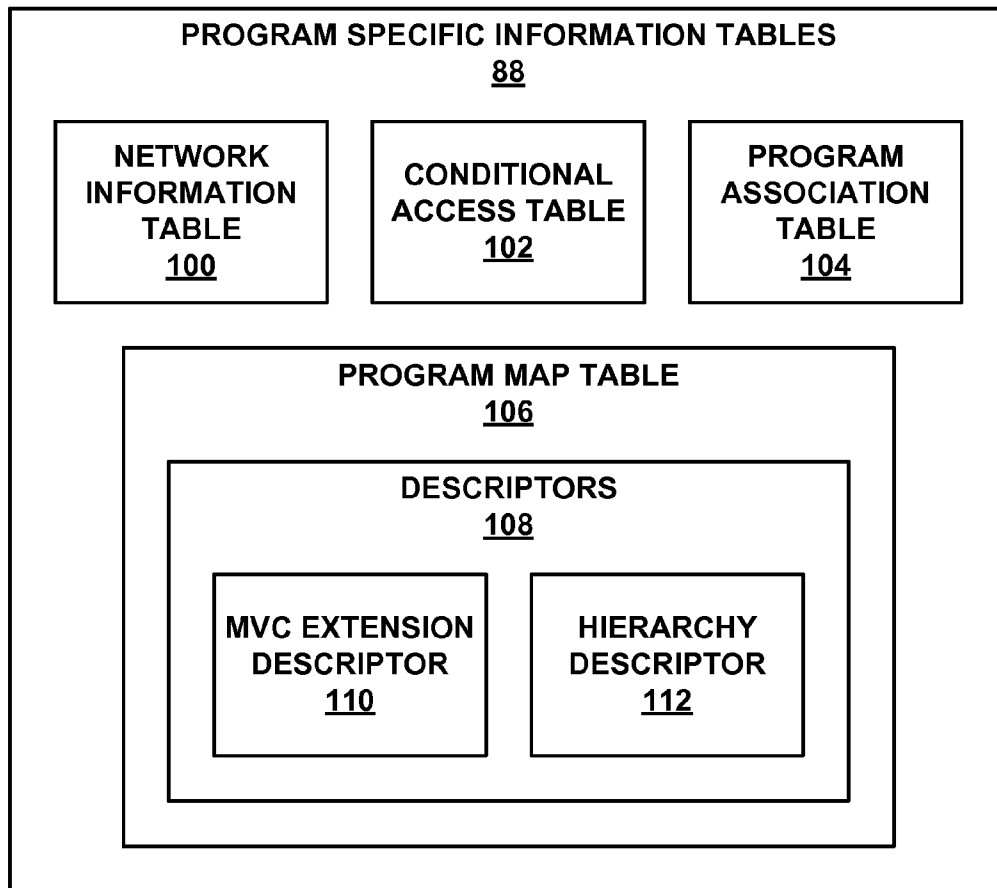 PROGRAM SPECIFIC INFORMATION TABLES
88
NETWORK
INFORMATION
TABLE
100
CONDITIONAL
ACCESS TABLE
102
PROGRAM
ASSOCIATION
TABLE
104
PROGRAM MAP TABLE
106
DESCRIPTORS
108
MVC EXTENSION
DESCRIPTOR
110
HIERARCHY
DESCRIPTOR
112